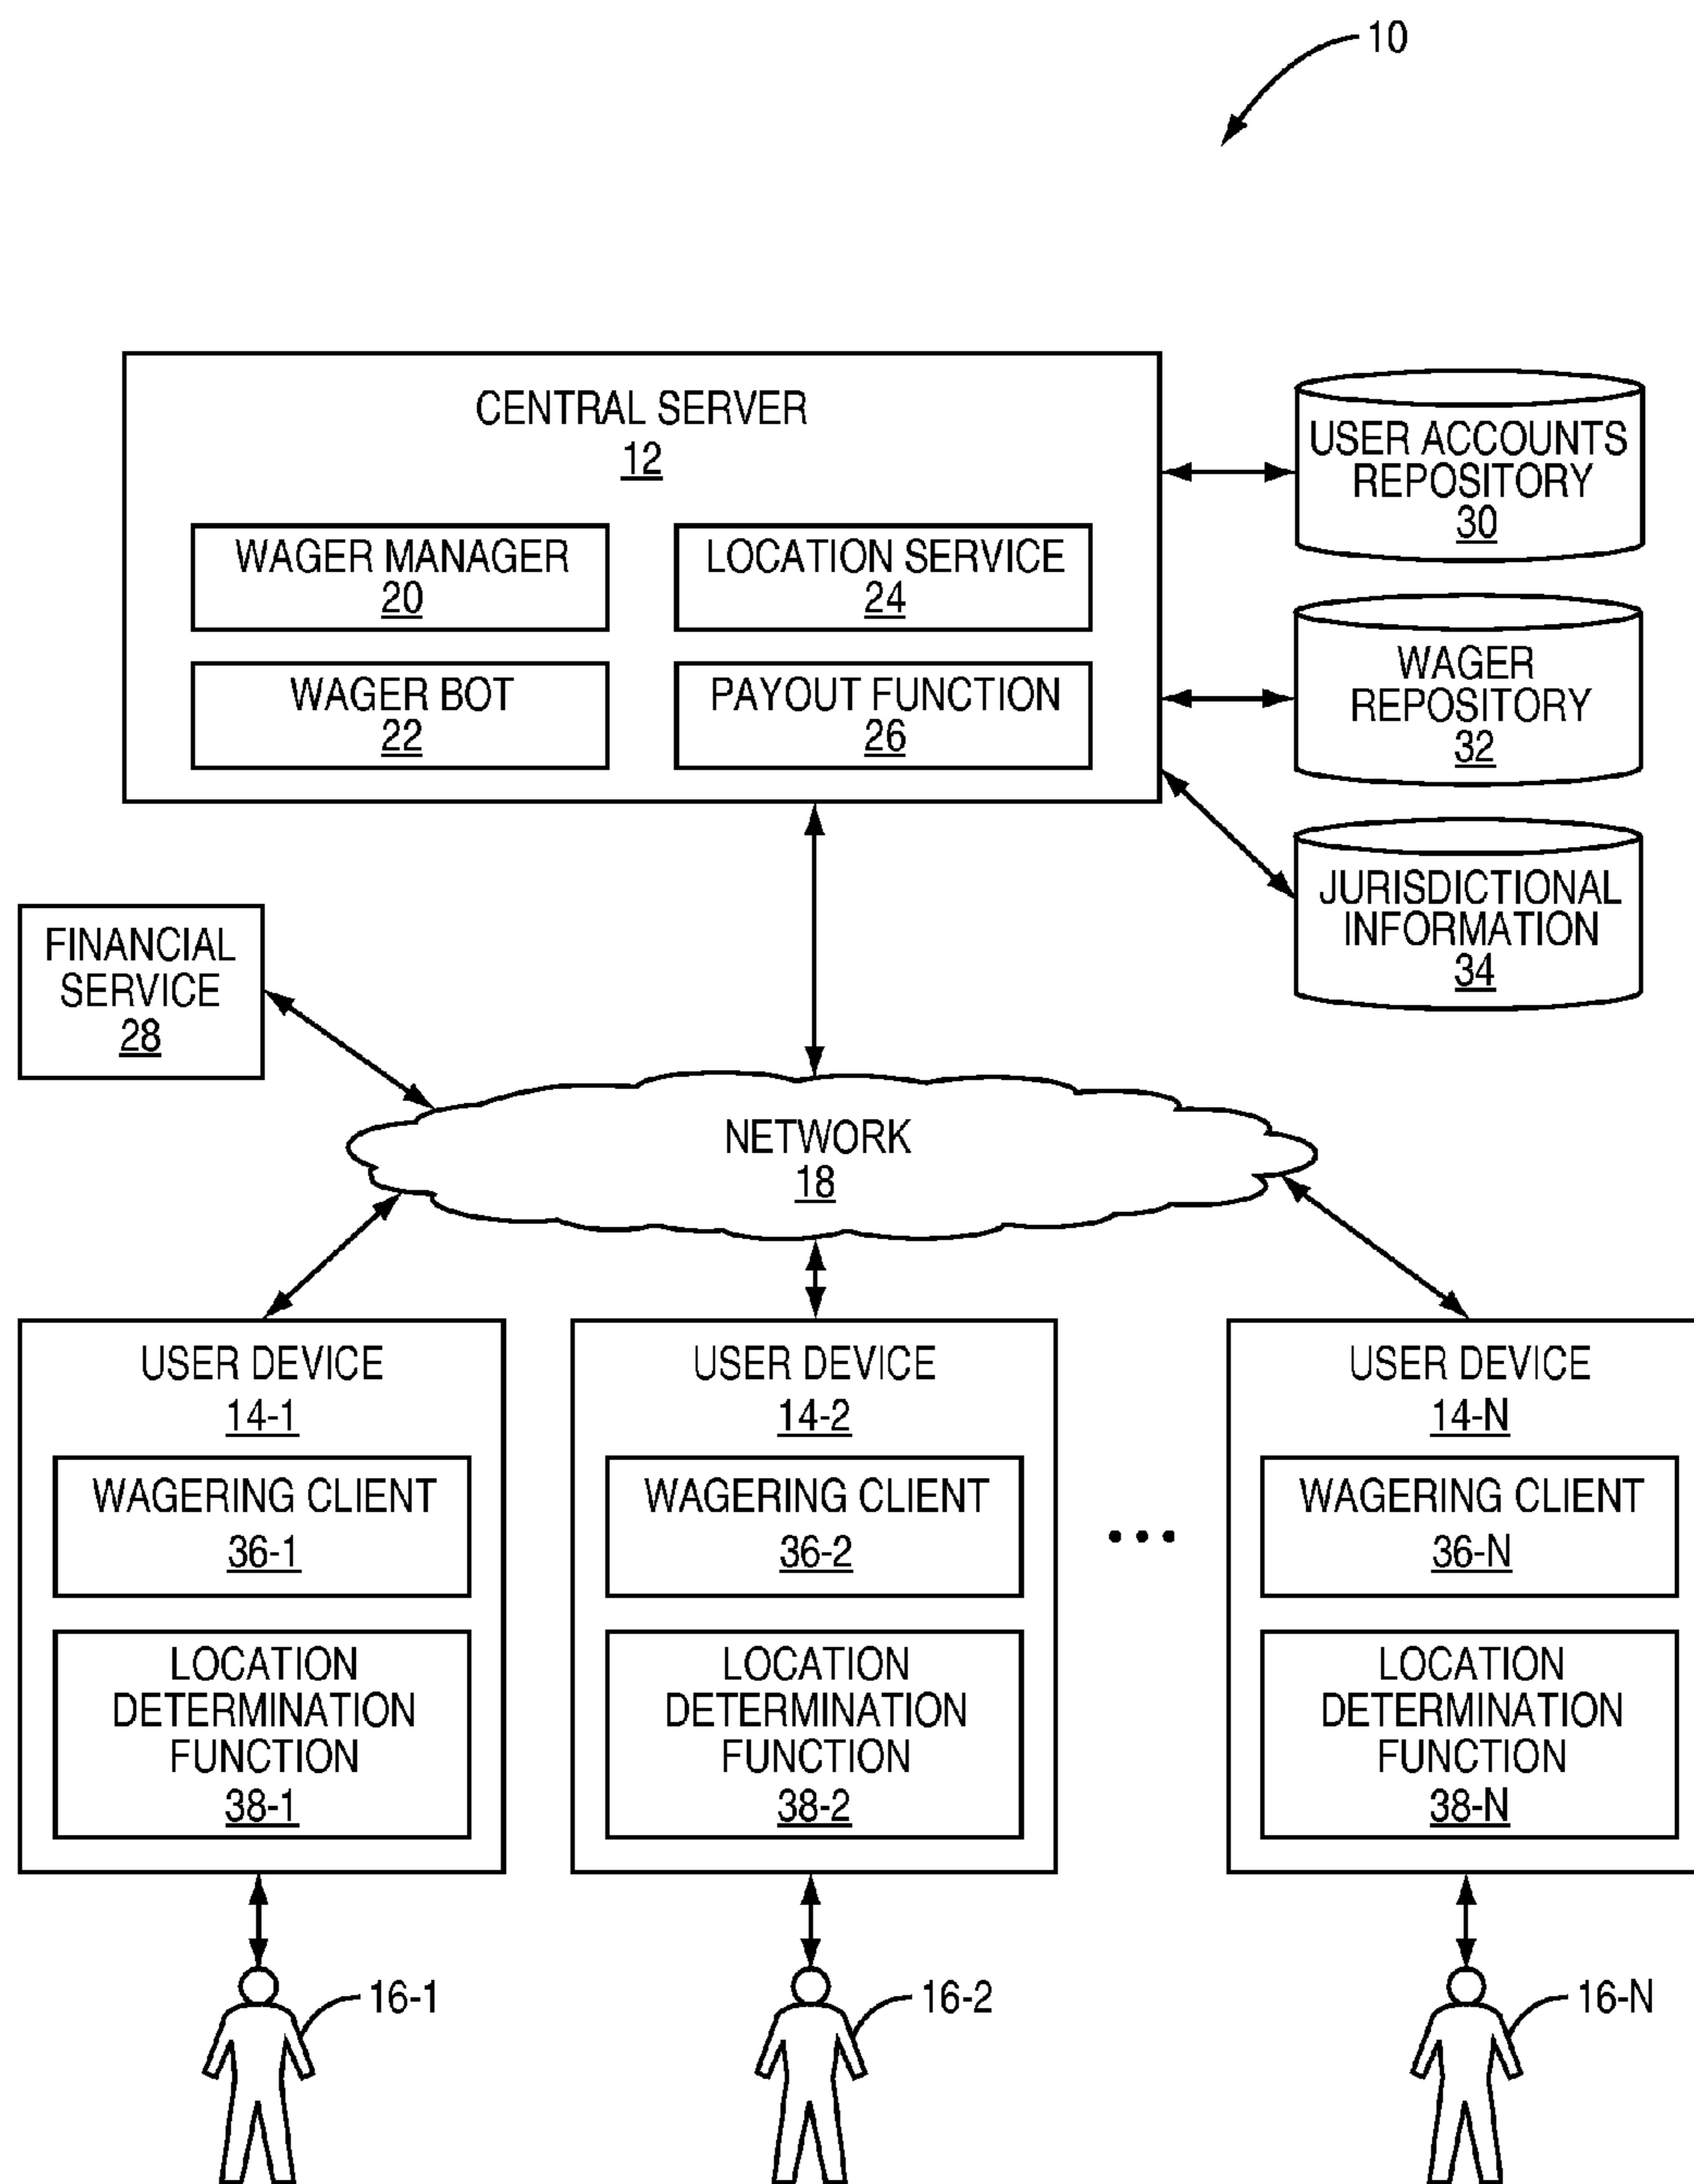 10
CENTRAL SERVER
12
WAGER MANAGER
20
LOCATION SERVICE
24
WAGER BOT
22
PAYOUT FUNCTION
26
USER ACCOUNTS
REPOSITORY
30
WAGER
REPOSITORY
32
JURISDICTIONAL
INFORMATION
34
FINANCIAL
SERVICE
28
NETWORK
18
USER DEVICE
14-1
WAGERING CLIENT
36-1
LOCATION
DETERMINATION
FUNCTION
38-1
USER DEVICE
14-2
WAGERING CLIENT
36-2
LOCATION
DETERMINATION
FUNCTION
38-2
•••
USER DEVICE
14-N
WAGERING CLIENT
36-N
LOCATION
DETERMINATION
FUNCTION
38-N
16-1
16-2
16-N